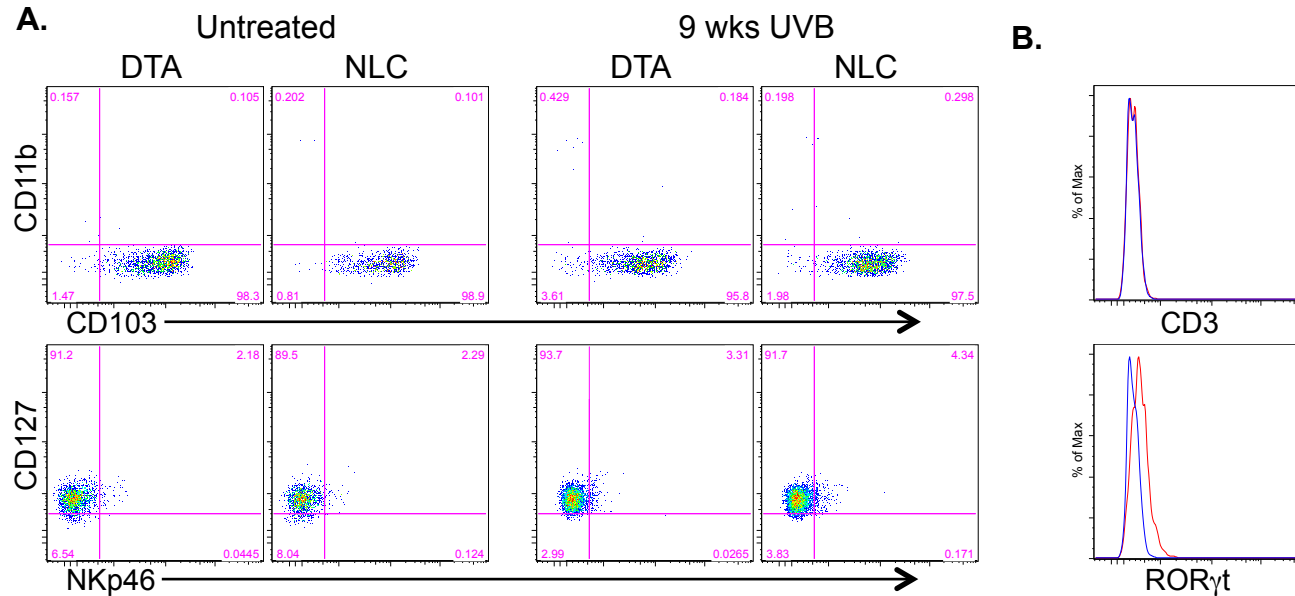 A.
Untreated
9 wks UVB
B.
DTA
NLC
DTA
NLC
0.157
0.105
0.202
0.101
0.429
0.184
0.198
0.298
CD11b
1.47
98.3
0.81
98.9
3.61
95.8
1.98
97.5
CD103
% of Max
CD3
91.2
2.18
89.5
2.29
93.7
3.31
91.7
4.34
CD127
6.54
0.0445
8.04
0.124
2.99
0.0265
3.83
0.171
NKp46
% of Max
RORγt